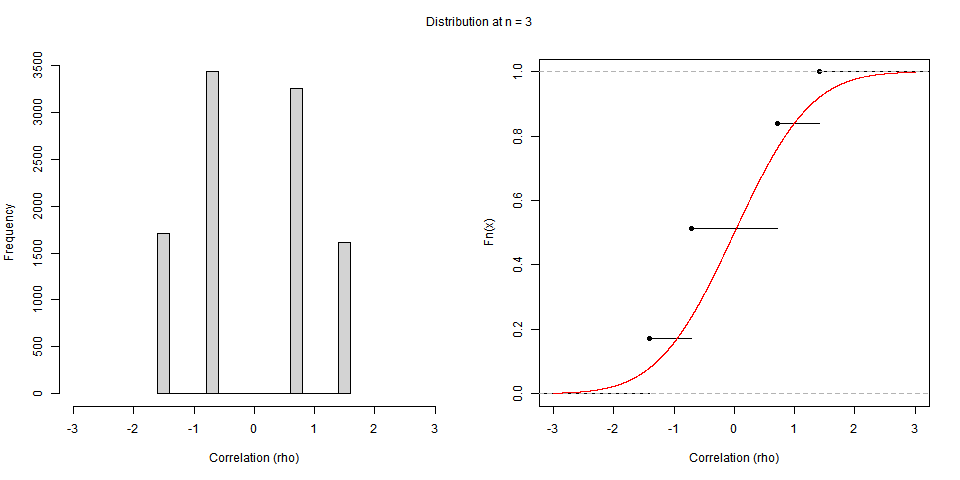 Distribution at n = 3
Frequency
3500
3000
2500
2000
1500
1000
500
0
-3 -2 -1 0 1 2 3
Correlation (rho)
Fn(x)
1.0
0.8
0.6
0.4
0.2
0.0
-3 -2 -1 0 1 2 3
Correlation (rho)